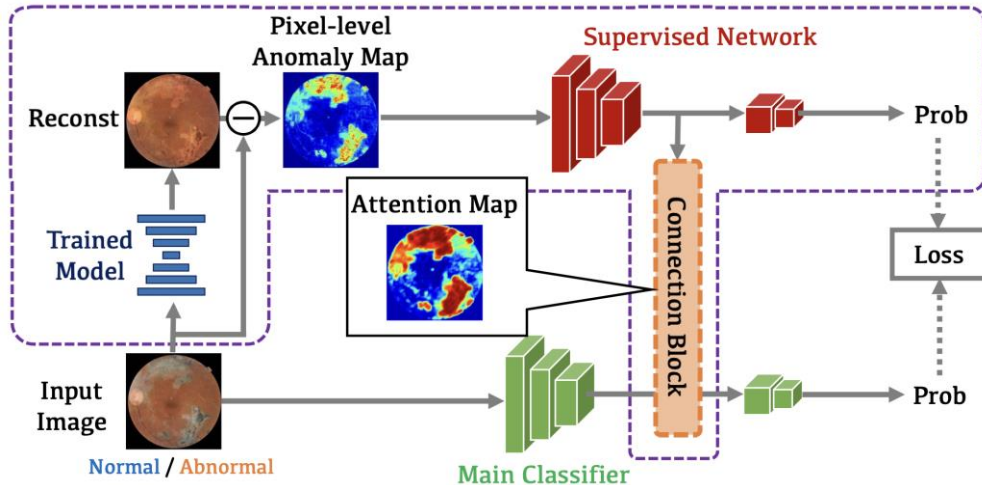 Pixel-level
Anomaly Map
Supervised Network
Reconst
Prob
Attention Map
Connection Block
Trained
Model
Loss
Input
Image
Prob
Normal / Abnormal
Main Classifier